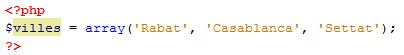 <?php
$villes = array('Rabat', 'Casablanca', 'Settat');
?>